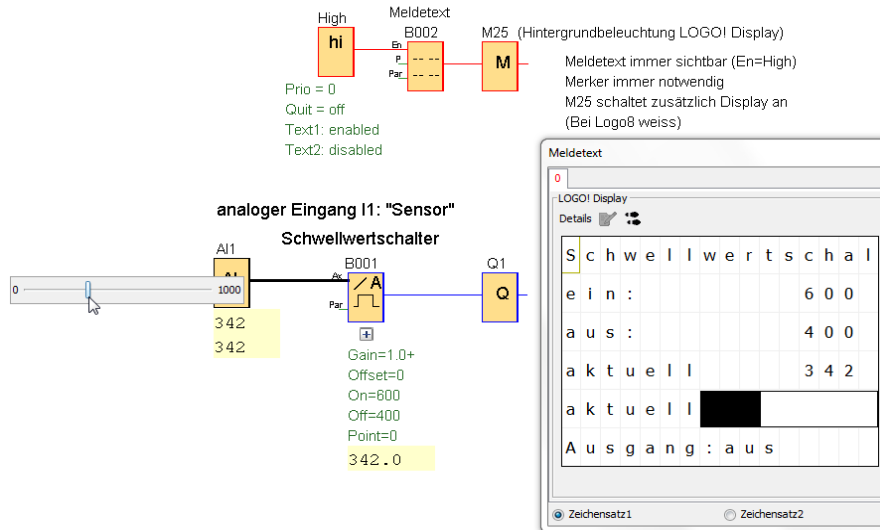 High
hi
Meldetext
B002
En
P
Par
M25 (Hintergrundbeleuchtung LOGO! Display)
M
Prio = 0
Quit = off
Text1: enabled
Text2: disabled
Meldetext immer sichtbar (En=High)
Merker immer notwendig
M25 schaltet zusätzlich Display an
(Bei Logo8 weiss)
analoger Eingang I1: "Sensor"
Schwellwertschalter
AI1
0
1000
342
342
B001
Ax
Par
A
Gain=1.0+
Offset=0
On=600
Off=400
Point=0
342.0
Q1
Q
Meldetext
0
LOGO! Display
Details
Schwellwertschal
ein: 600
aus: 400
aktuell 342
aktuell
Ausgang:aus
Zeichensatz1
Zeichensatz2